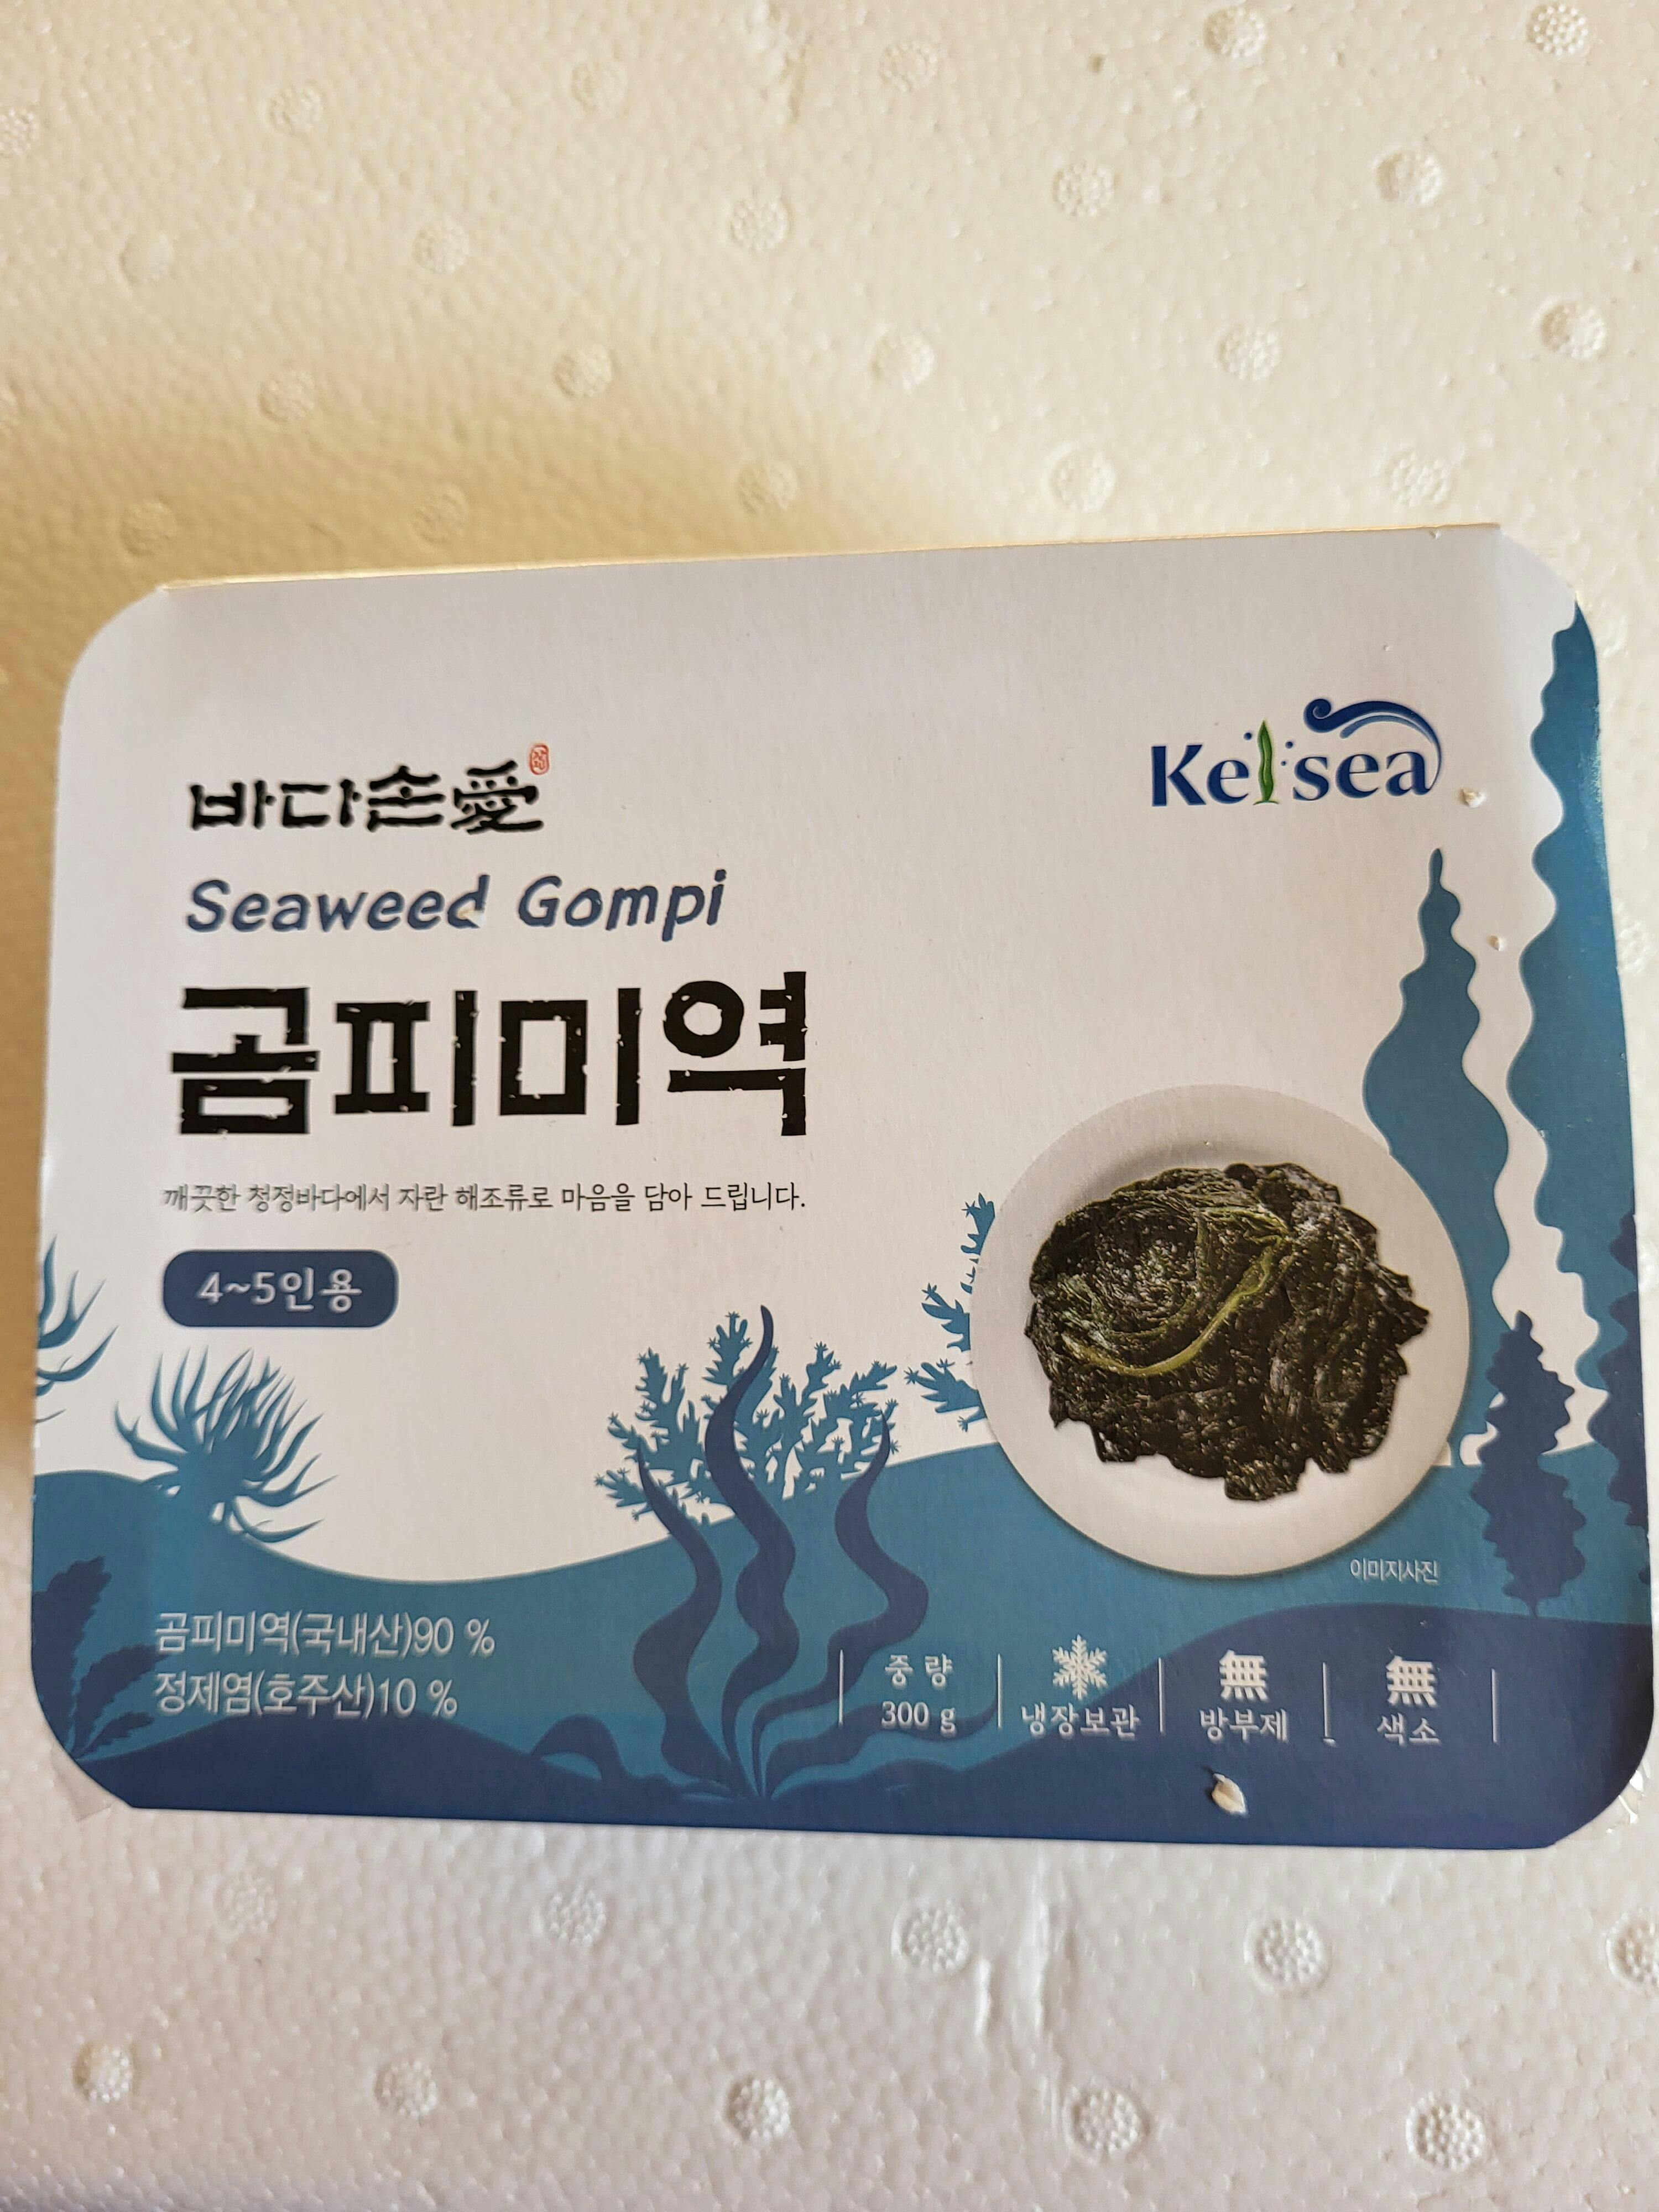 바다손愛
Kelsea
Seaweed Gompi
곰피미역
깨끗한 청정바다에서 자란 해조류로 마음을 담아 드립니다.
4~5인용
이미지사진
곰피미역(국내산)90 %
정제염(호주산)10 %
중량
300 g
냉장보관
無
방부제
無
색소